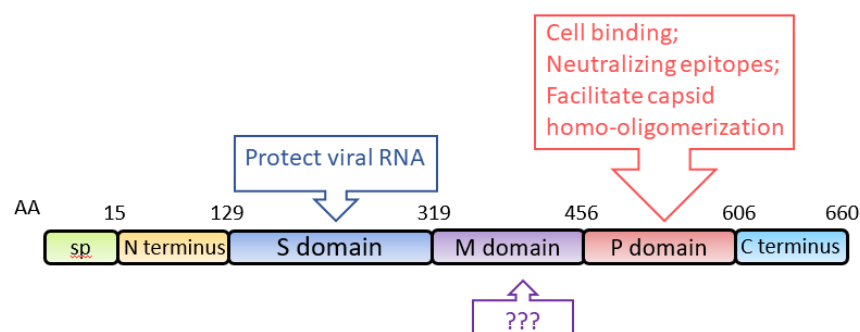 Cell binding;
Neutralizing epitopes;
Facilitate capsid
homo-oligomerization
Protect viral RNA
AA 15 129 319 456 606 660
sp N terminus S domain M domain P domain C terminus
???